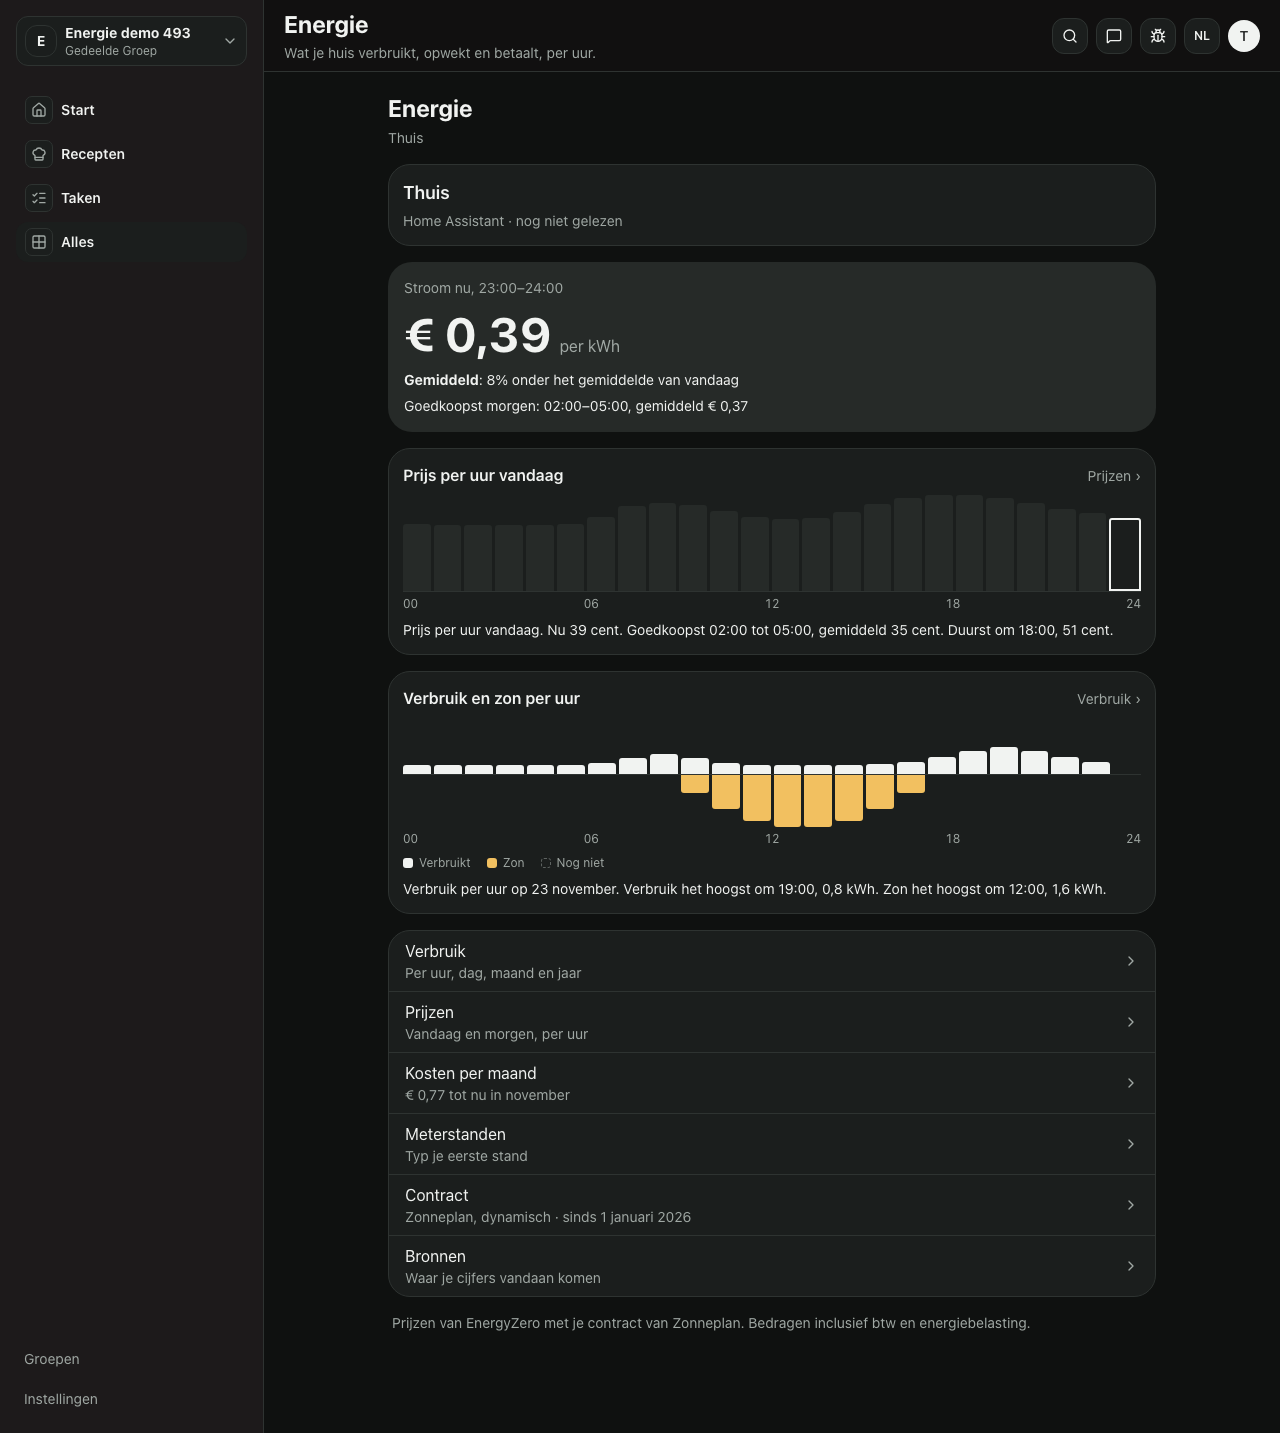 E
Energie demo 493
Gedeelde Groep
Start
Recepten
Taken
Alles
Groepen
Instellingen
Energie
Wat je huis verbruikt, opwekt en betaalt, per uur.
NL
T
Energie
Thuis
Thuis
Home Assistant · nog niet gelezen
Stroom nu, 23:00–24:00
€ 0,39 per kWh
Gemiddeld: 8% onder het gemiddelde van vandaag
Goedkoopst morgen: 02:00–05:00, gemiddeld € 0,37
Prijs per uur vandaag
Prijzen ›
00 06 12 18 24
Prijs per uur vandaag. Nu 39 cent. Goedkoopst 02:00 tot 05:00, gemiddeld 35 cent. Duurst om 18:00, 51 cent.
Verbruik en zon per uur
Verbruik ›
00 06 12 18 24
Verbruikt Zon Nog niet
Verbruik per uur op 23 november. Verbruik het hoogst om 19:00, 0,8 kWh. Zon het hoogst om 12:00, 1,6 kWh.
Verbruik
Per uur, dag, maand en jaar
Prijzen
Vandaag en morgen, per uur
Kosten per maand
€ 0,77 tot nu in november
Meterstanden
Typ je eerste stand
Contract
Zonneplan, dynamisch · sinds 1 januari 2026
Bronnen
Waar je cijfers vandaan komen
Prijzen van EnergyZero met je contract van Zonneplan. Bedragen inclusief btw en energiebelasting.